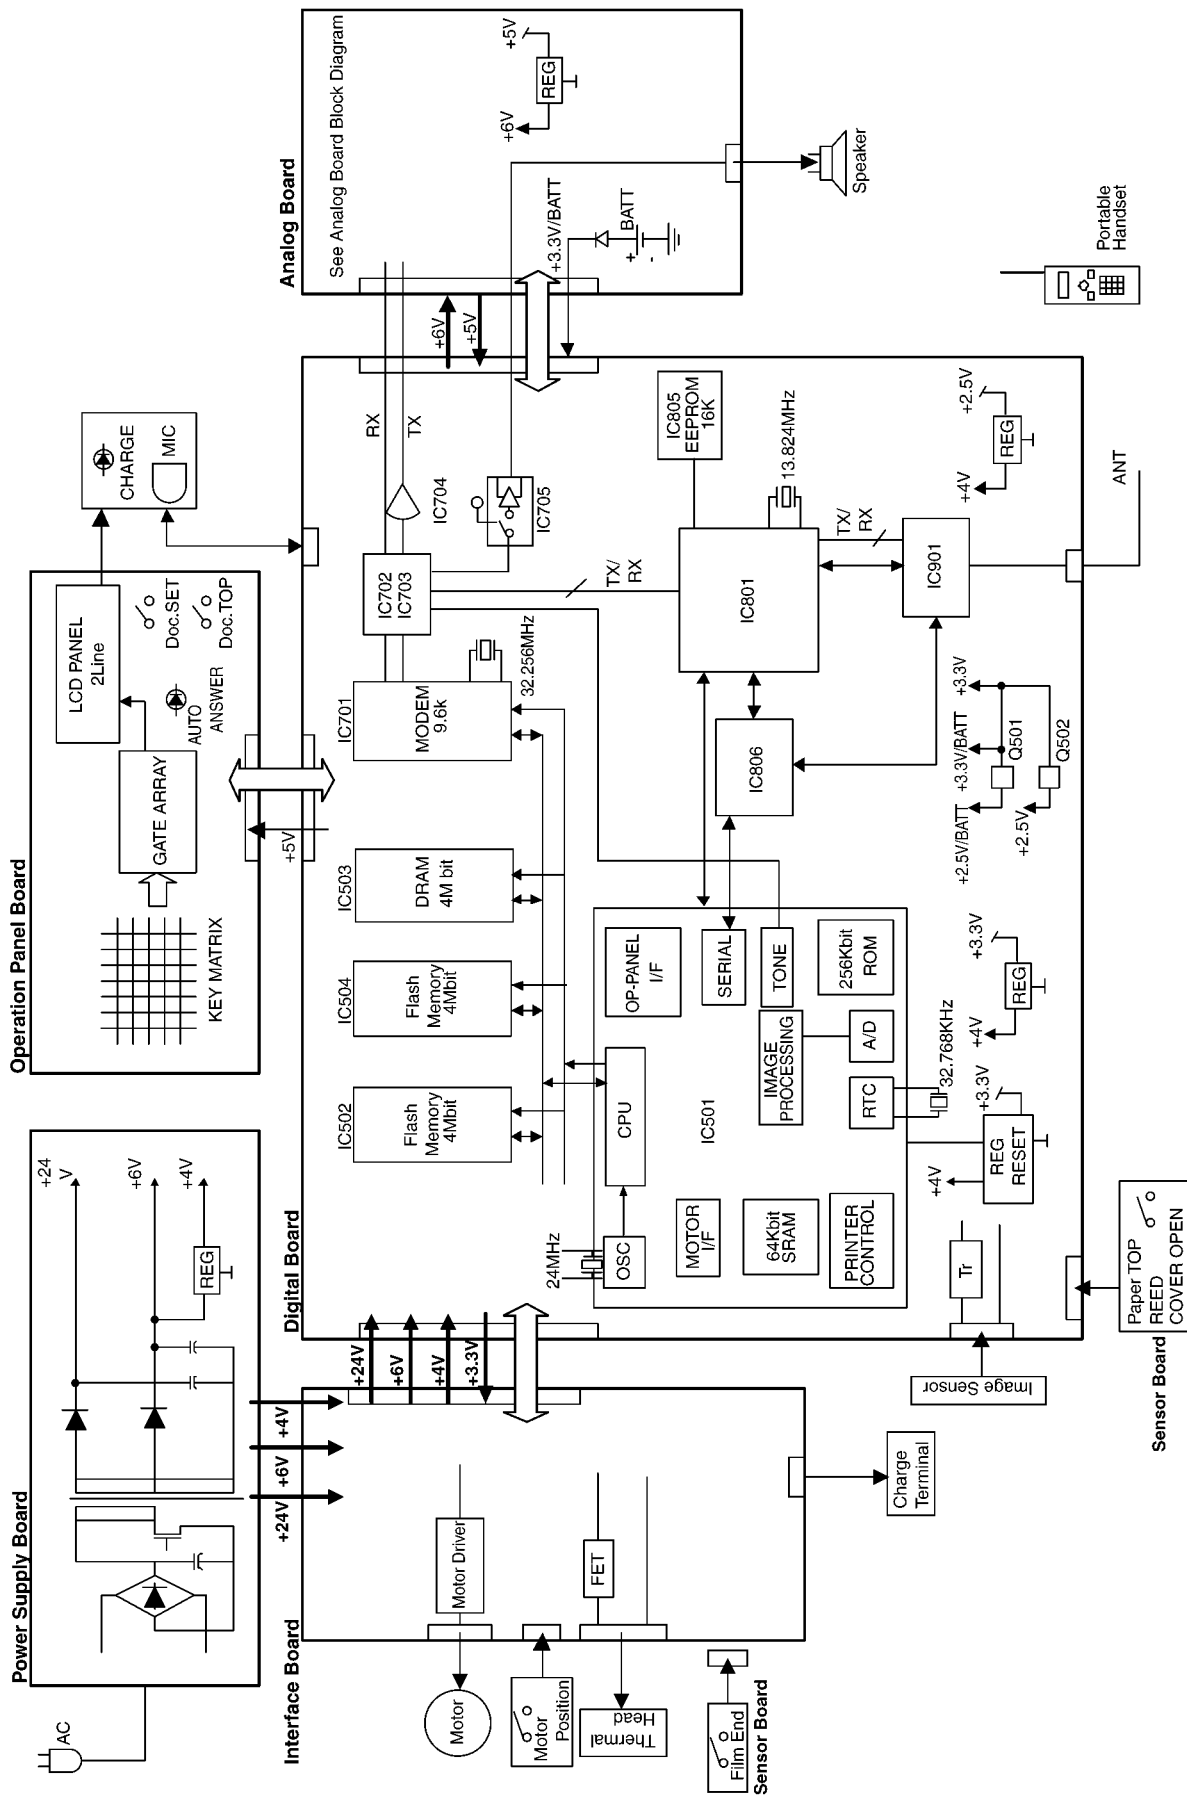 Power Supply Board
AC
+24
V
+6V
+4V
REG
+24V
+6V
+4V
Operation Panel Board
KEY MATRIX
GATE ARRAY
LCD PANEL
2Line
AUTO
ANSWER
Doc.SET
Doc.TOP
+5V
CHARGE
MIC
Interface Board
Motor
Motor Driver
Motor
Position
Thermal
Head
FET
Film End
Sensor Board
Charge
Terminal
+24V
+6V
+4V
+3.3V
Digital Board
IC502
Flash
Memory
4Mbit
IC504
Flash
Memory
4Mbit
IC503
DRAM
4M bit
IC701
MODEM
9.6k
32.256MHz
IC702
IC703
RX
TX
IC704
IC705
TX/
RX
24MHz
OSC
CPU
IC501
MOTOR
I/F
64Kbit
SRAM
PRINTER
CONTROL
OP-PANEL
I/F
SERIAL
TONE
256Kbit
ROM
IMAGE
PROCESSING
A/D
RTC
32.768KHz
IC801
IC805
EEPROM
16K
13.824MHz
IC806
TX/
RX
IC901
ANT
+4V
REG
+2.5V
+3.3V
+3.3V/BATT
+2.5V/BATT
Q501
+2.5V
Q502
+4V
REG
+3.3V
+4V
REG
RESET
+3.3V
Tr
Image Sensor
Paper TOP
REED
COVER OPEN
Sensor Board
Analog Board
See Analog Board Block Diagram
+6V
+5V
+6V
REG
+5V
+3.3V/BATT
BATT
+
-
Speaker
Portable
Handset